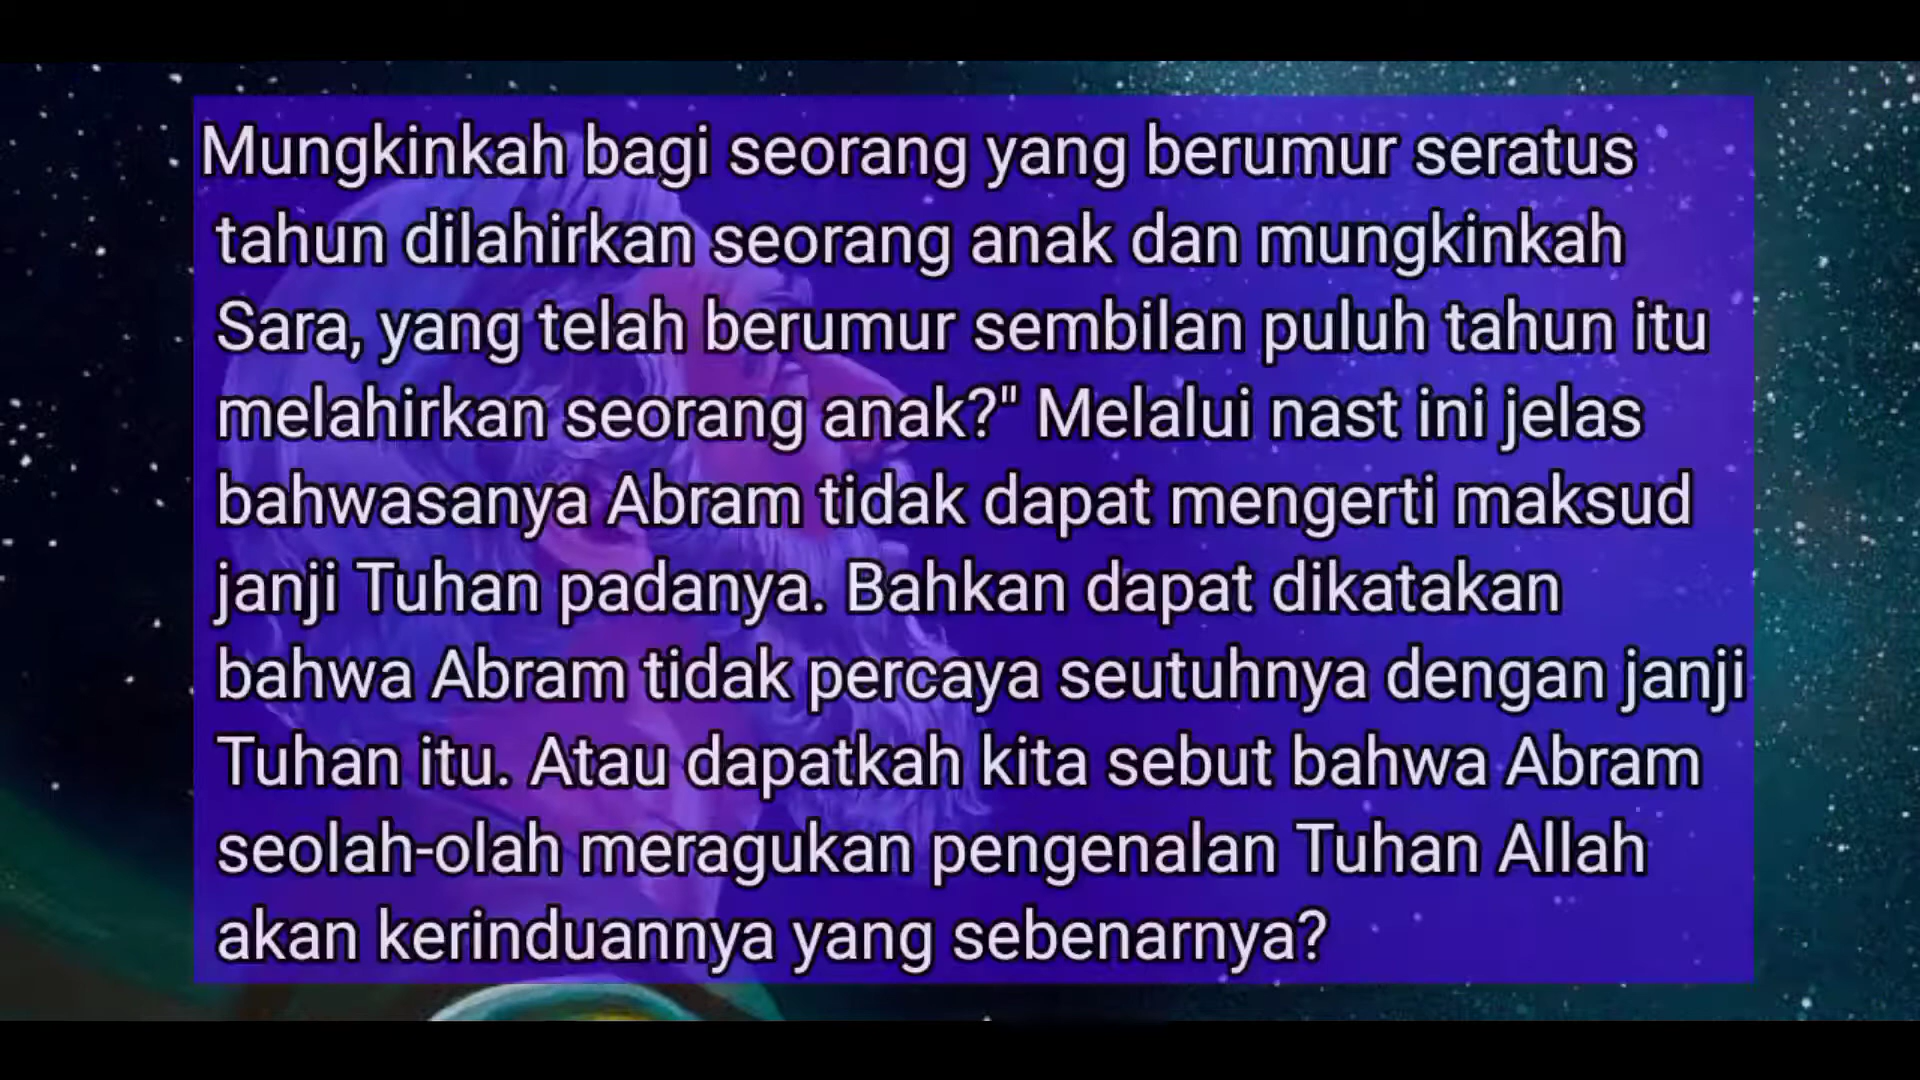 Mungkinkah bagi seorang yang berumur seratus
tahun dilahirkan seorang anak dan mungkinkah
Sara, yang telah berumur sembilan puluh tahun itu
melahirkan seorang anak?" Melalui nast ini jelas
bahwasanya Abram tidak dapat mengerti maksud
janji Tuhan padanya. Bahkan dapat dikatakan
bahwa Abram tidak percaya seutuhnya dengan janji
Tuhan itu. Atau dapatkah kita sebut bahwa Abram
seolah-olah meragukan pengenalan Tuhan Allah
akan kerinduannya yang sebenarnya?